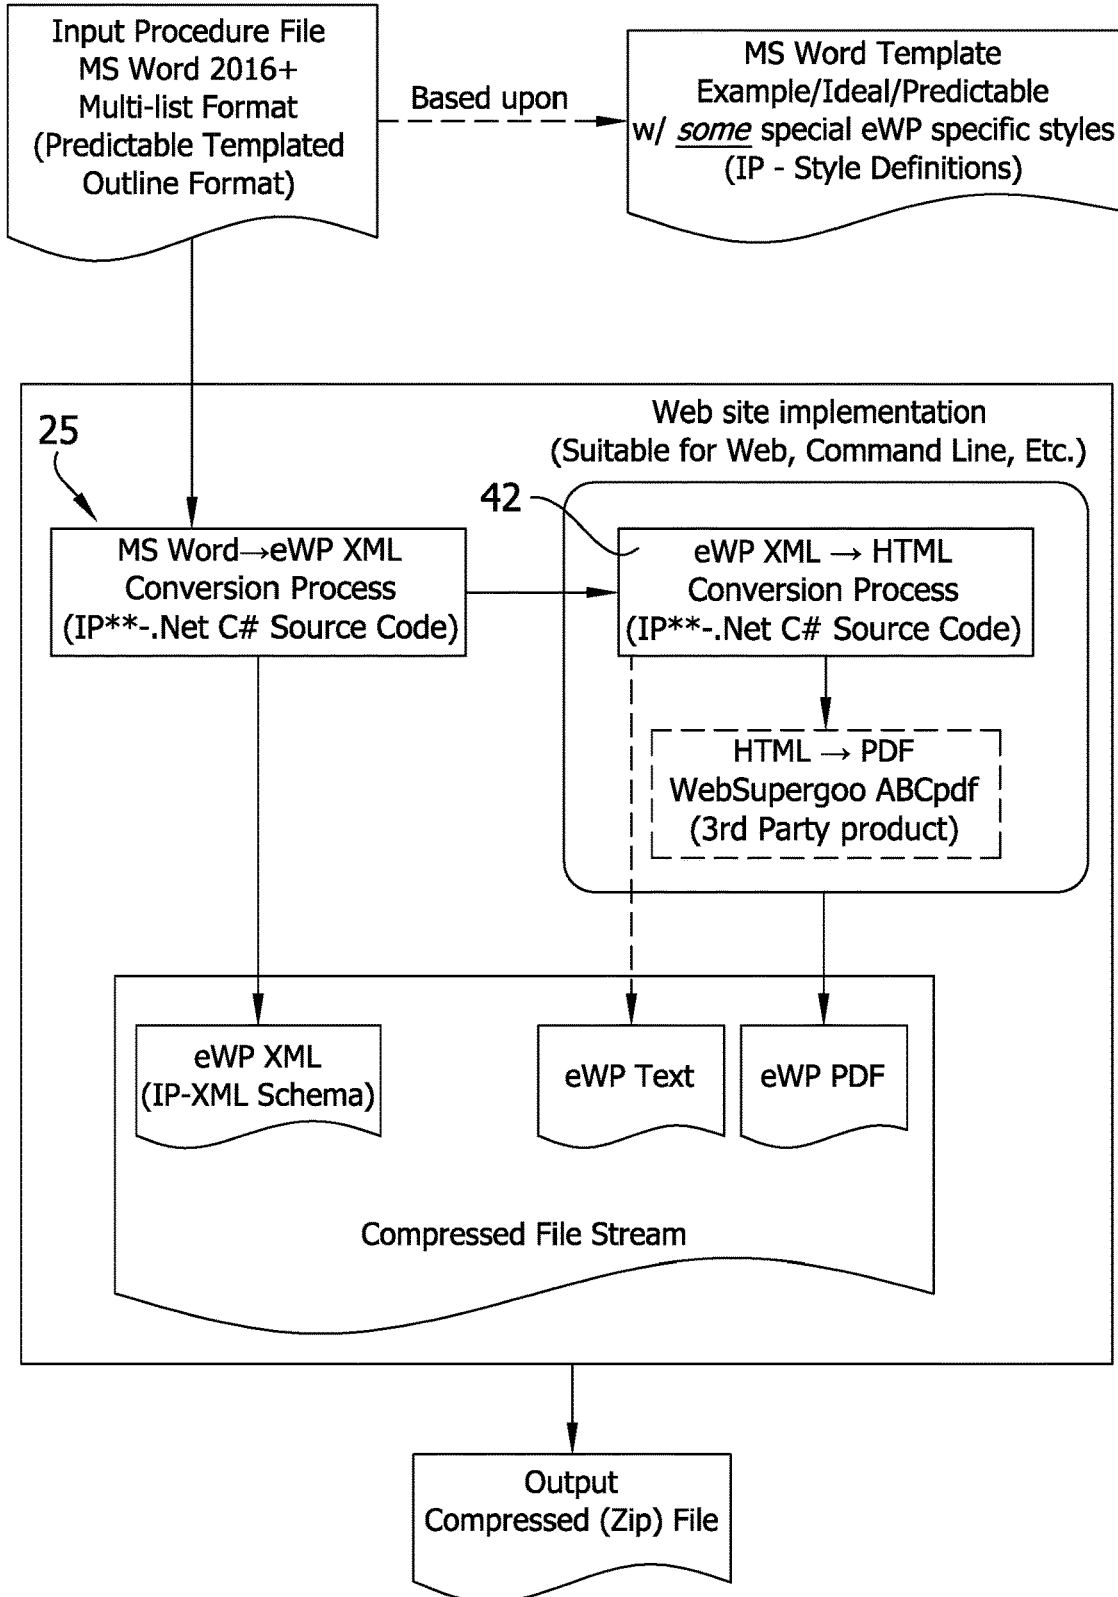 Input Procedure File
MS Word 2016+
Multi-list Format
(Predictable Templated
Outline Format)
Based upon
MS Word Template
Example/Ideal/Predictable
w/ some special eWP specific styles
(IP - Style Definitions)
Web site implementation
(Suitable for Web, Command Line, Etc.)
25
42
MS Word→eWP XML
Conversion Process
(IP**-.Net C# Source Code)
eWP XML → HTML
Conversion Process
(IP**-.Net C# Source Code)
HTML → PDF
WebSupergoo ABCpdf
(3rd Party product)
eWP XML
(IP-XML Schema)
eWP Text
eWP PDF
Compressed File Stream
Output
Compressed (Zip) File